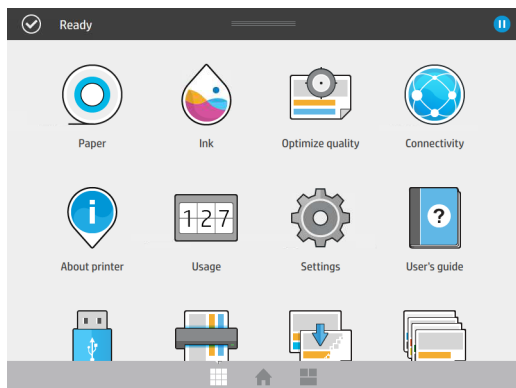 Ready
Paper
Ink
Optimize quality
Connectivity
i
About printer
127
Usage
Settings
?
User's guide